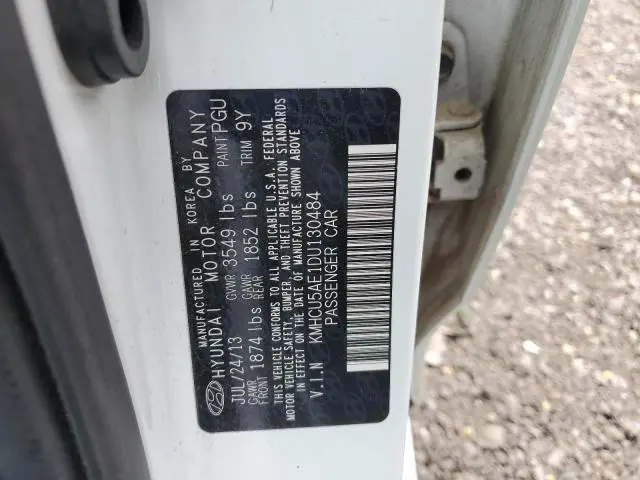 MANUFACTURED IN KOREA BY
HYUNDAI MOTOR COMPANY
JUL/24/13 GVWR 3549 lbs PAINT PGU
GAWR FRONT 1874 lbs GAWR REAR 1852 lbs TRIM 9Y
THIS VEHICLE CONFORMS TO ALL APPLICABLE U.S.A. FEDERAL
MOTOR VEHICLE SAFETY, BUMPER, AND THEFT PREVENTION STANDARDS
IN EFFECT ON THE DATE OF MANUFACTURE SHOWN ABOVE
V.I.N KMHCU5AE1DU130484
PASSENGER CAR